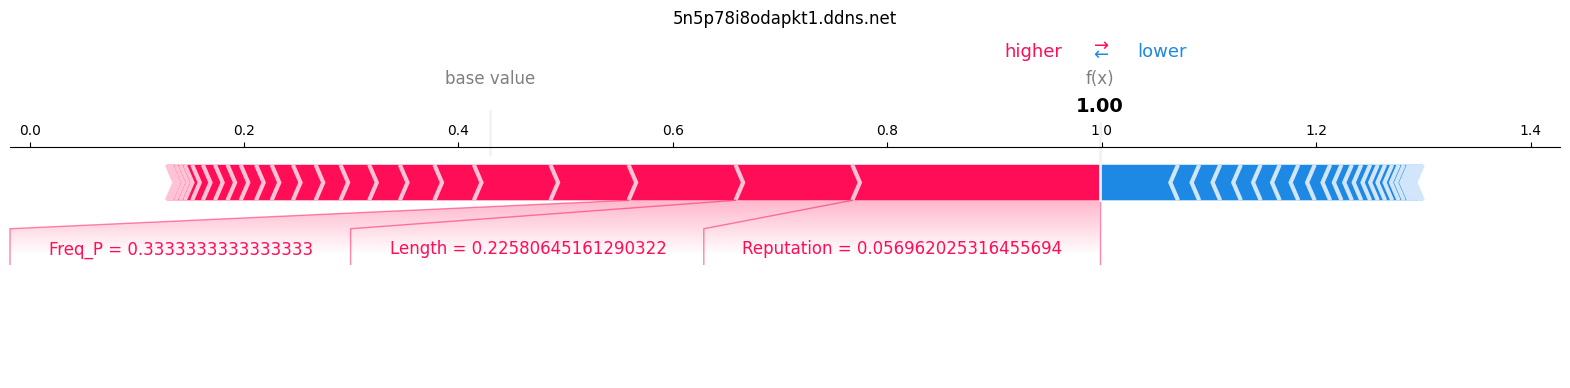 5n5p78i8odapkt1.ddns.net
higher ⇄ lower
base value f(x)
1.00
0.0 0.2 0.4 0.6 0.8 1.0 1.2 1.4
Freq_P = 0.3333333333333333 Length = 0.22580645161290322 Reputation = 0.056962025316455694